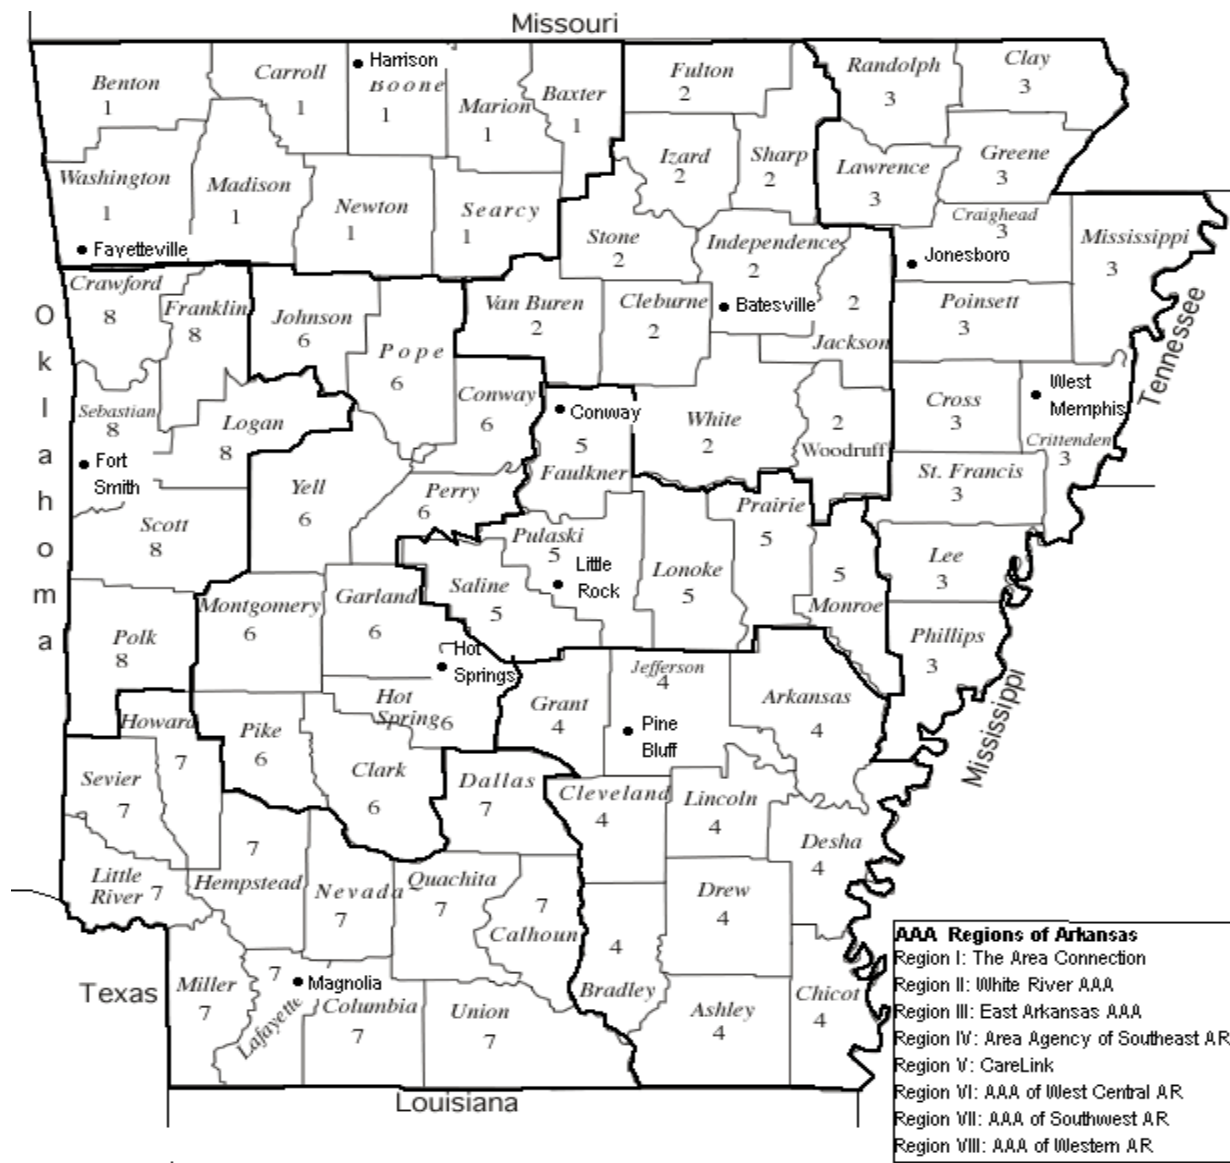 Missouri
Benton
1
Carroll
1
Harrison
Boone
1
Marion
1
Baxter
1
Fulton
2
Randolph
3
Clay
3
Washington
1
Fayetteville
Madison
1
Newton
1
Searcy
1
Izard
2
Sharp
2
Lawrence
3
Greene
3
Stone
2
Independence
2
Batesville
Craighead
3
Jonesboro
Mississippi
3
Oklahoma
Crawford
8
Franklin
8
Johnson
6
Pope
6
Van Buren
2
Cleburne
2
2
Jackson
Poinsett
3
Tennessee
Sebastian
8
Fort
Smith
Logan
8
Conway
6
Conway
5
Faulkner
White
2
2
Woodruff
Cross
3
West
Memphis
Crittenden
3
Scott
8
Yell
6
Perry
6
Pulaski
5
Little
Rock
Prairie
5
St. Francis
3
Lonoke
5
Saline
5
5
Monroe
Lee
3
Polk
8
Montgomery
6
Garland
6
Hot
Springs
Phillips
3
Mississippi
Howard
7
Pike
6
Hot
Spring 6
Grant
4
Jefferson
4
Pine
Bluff
Arkansas
4
Sevier
7
Clark
6
Dallas
7
Cleveland
4
Lincoln
4
Desha
4
Little
River 7
7
Hempstead
Nevada
7
Quachita
7
7
Calhoun
Drew
4
4
Bradley
Texas
Miller
7
7
Lafayette
Magnolia
Columbia
7
Union
7
Ashley
4
Chicot
4
Louisiana
AAA Regions of Arkansas
Region I: The Area Connection
Region II: White River AAA
Region III: East Arkansas AAA
Region IV: Area Agency of Southeast AR
Region V: CareLink
Region VI: AAA of West Central AR
Region VII: AAA of Southwest AR
Region VIII: AAA of Western AR